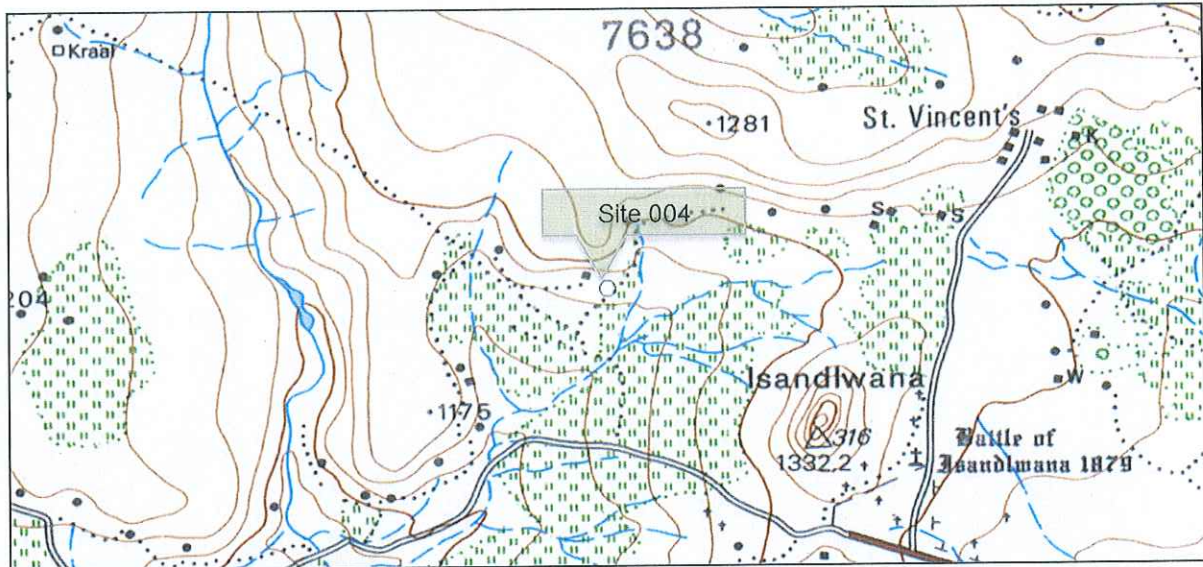 7638
Kraal
1281
St. Vincent's
K
Site 004
S
S
204
Isandlwana
W
1175
316
1332,2
Battle of
Isandlwana 1879